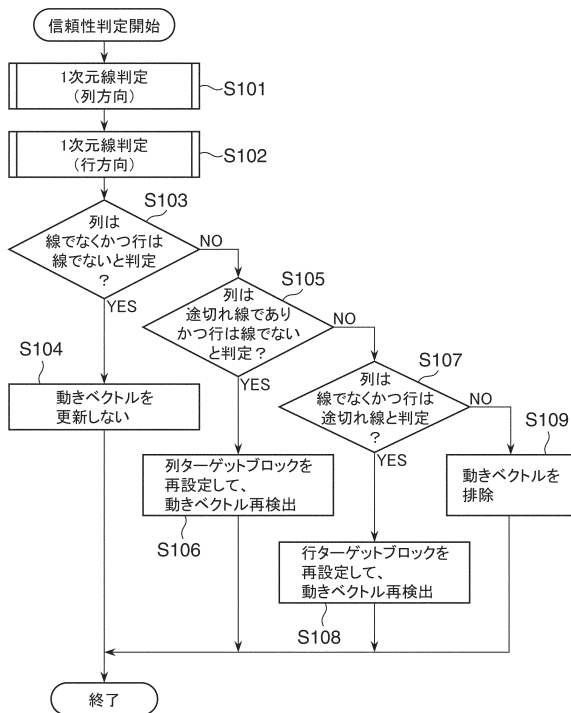 信頼性判定開始
1次元線判定
(列方向)
S101
1次元線判定
(行方向)
S102
S103
列は
線でなくかつ行は
線でないと判定
?
NO
YES
S105
列は
途切れ線であり
かつ行は線でない
と判定?
NO
YES
S104
動きベクトルを
更新しない
S107
列は
線でなくかつ行は
途切れ線と判定
?
NO
YES
S109
動きベクトルを
排除
列ターゲットブロックを
再設定して、
動きベクトル再検出
S106
行ターゲットブロックを
再設定して、
動きベクトル再検出
S108
終了